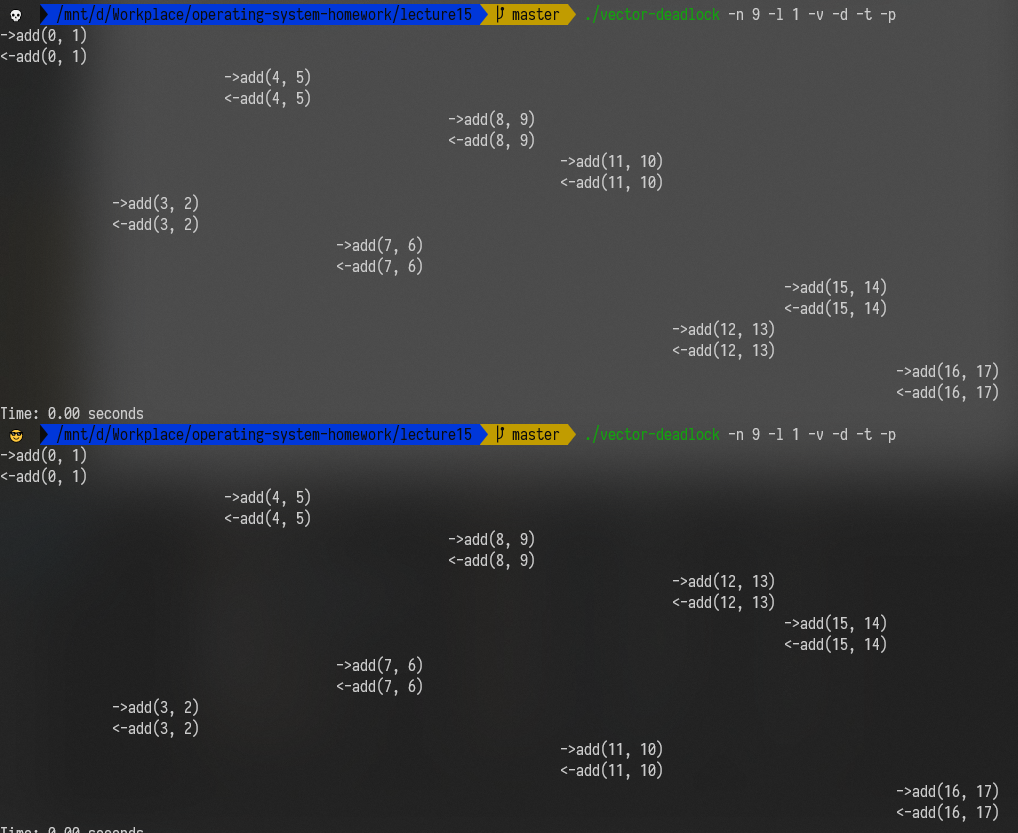 /mnt/d/Workplace/operating-system-homework/lecture15 master ./vector-deadlock -n 9 -l 1 -v -d -t -p
->add(0, 1)
<-add(0, 1)
->add(4, 5)
<-add(4, 5)
->add(8, 9)
<-add(8, 9)
->add(11, 10)
<-add(11, 10)
->add(3, 2)
<-add(3, 2)
->add(7, 6)
<-add(7, 6)
->add(15, 14)
<-add(15, 14)
->add(12, 13)
<-add(12, 13)
->add(16, 17)
<-add(16, 17)
Time: 0.00 seconds
/mnt/d/Workplace/operating-system-homework/lecture15 master ./vector-deadlock -n 9 -l 1 -v -d -t -p
->add(0, 1)
<-add(0, 1)
->add(4, 5)
<-add(4, 5)
->add(8, 9)
<-add(8, 9)
->add(12, 13)
<-add(12, 13)
->add(15, 14)
<-add(15, 14)
->add(7, 6)
<-add(7, 6)
->add(3, 2)
<-add(3, 2)
->add(11, 10)
<-add(11, 10)
->add(16, 17)
<-add(16, 17)
Time: 0.00 seconds